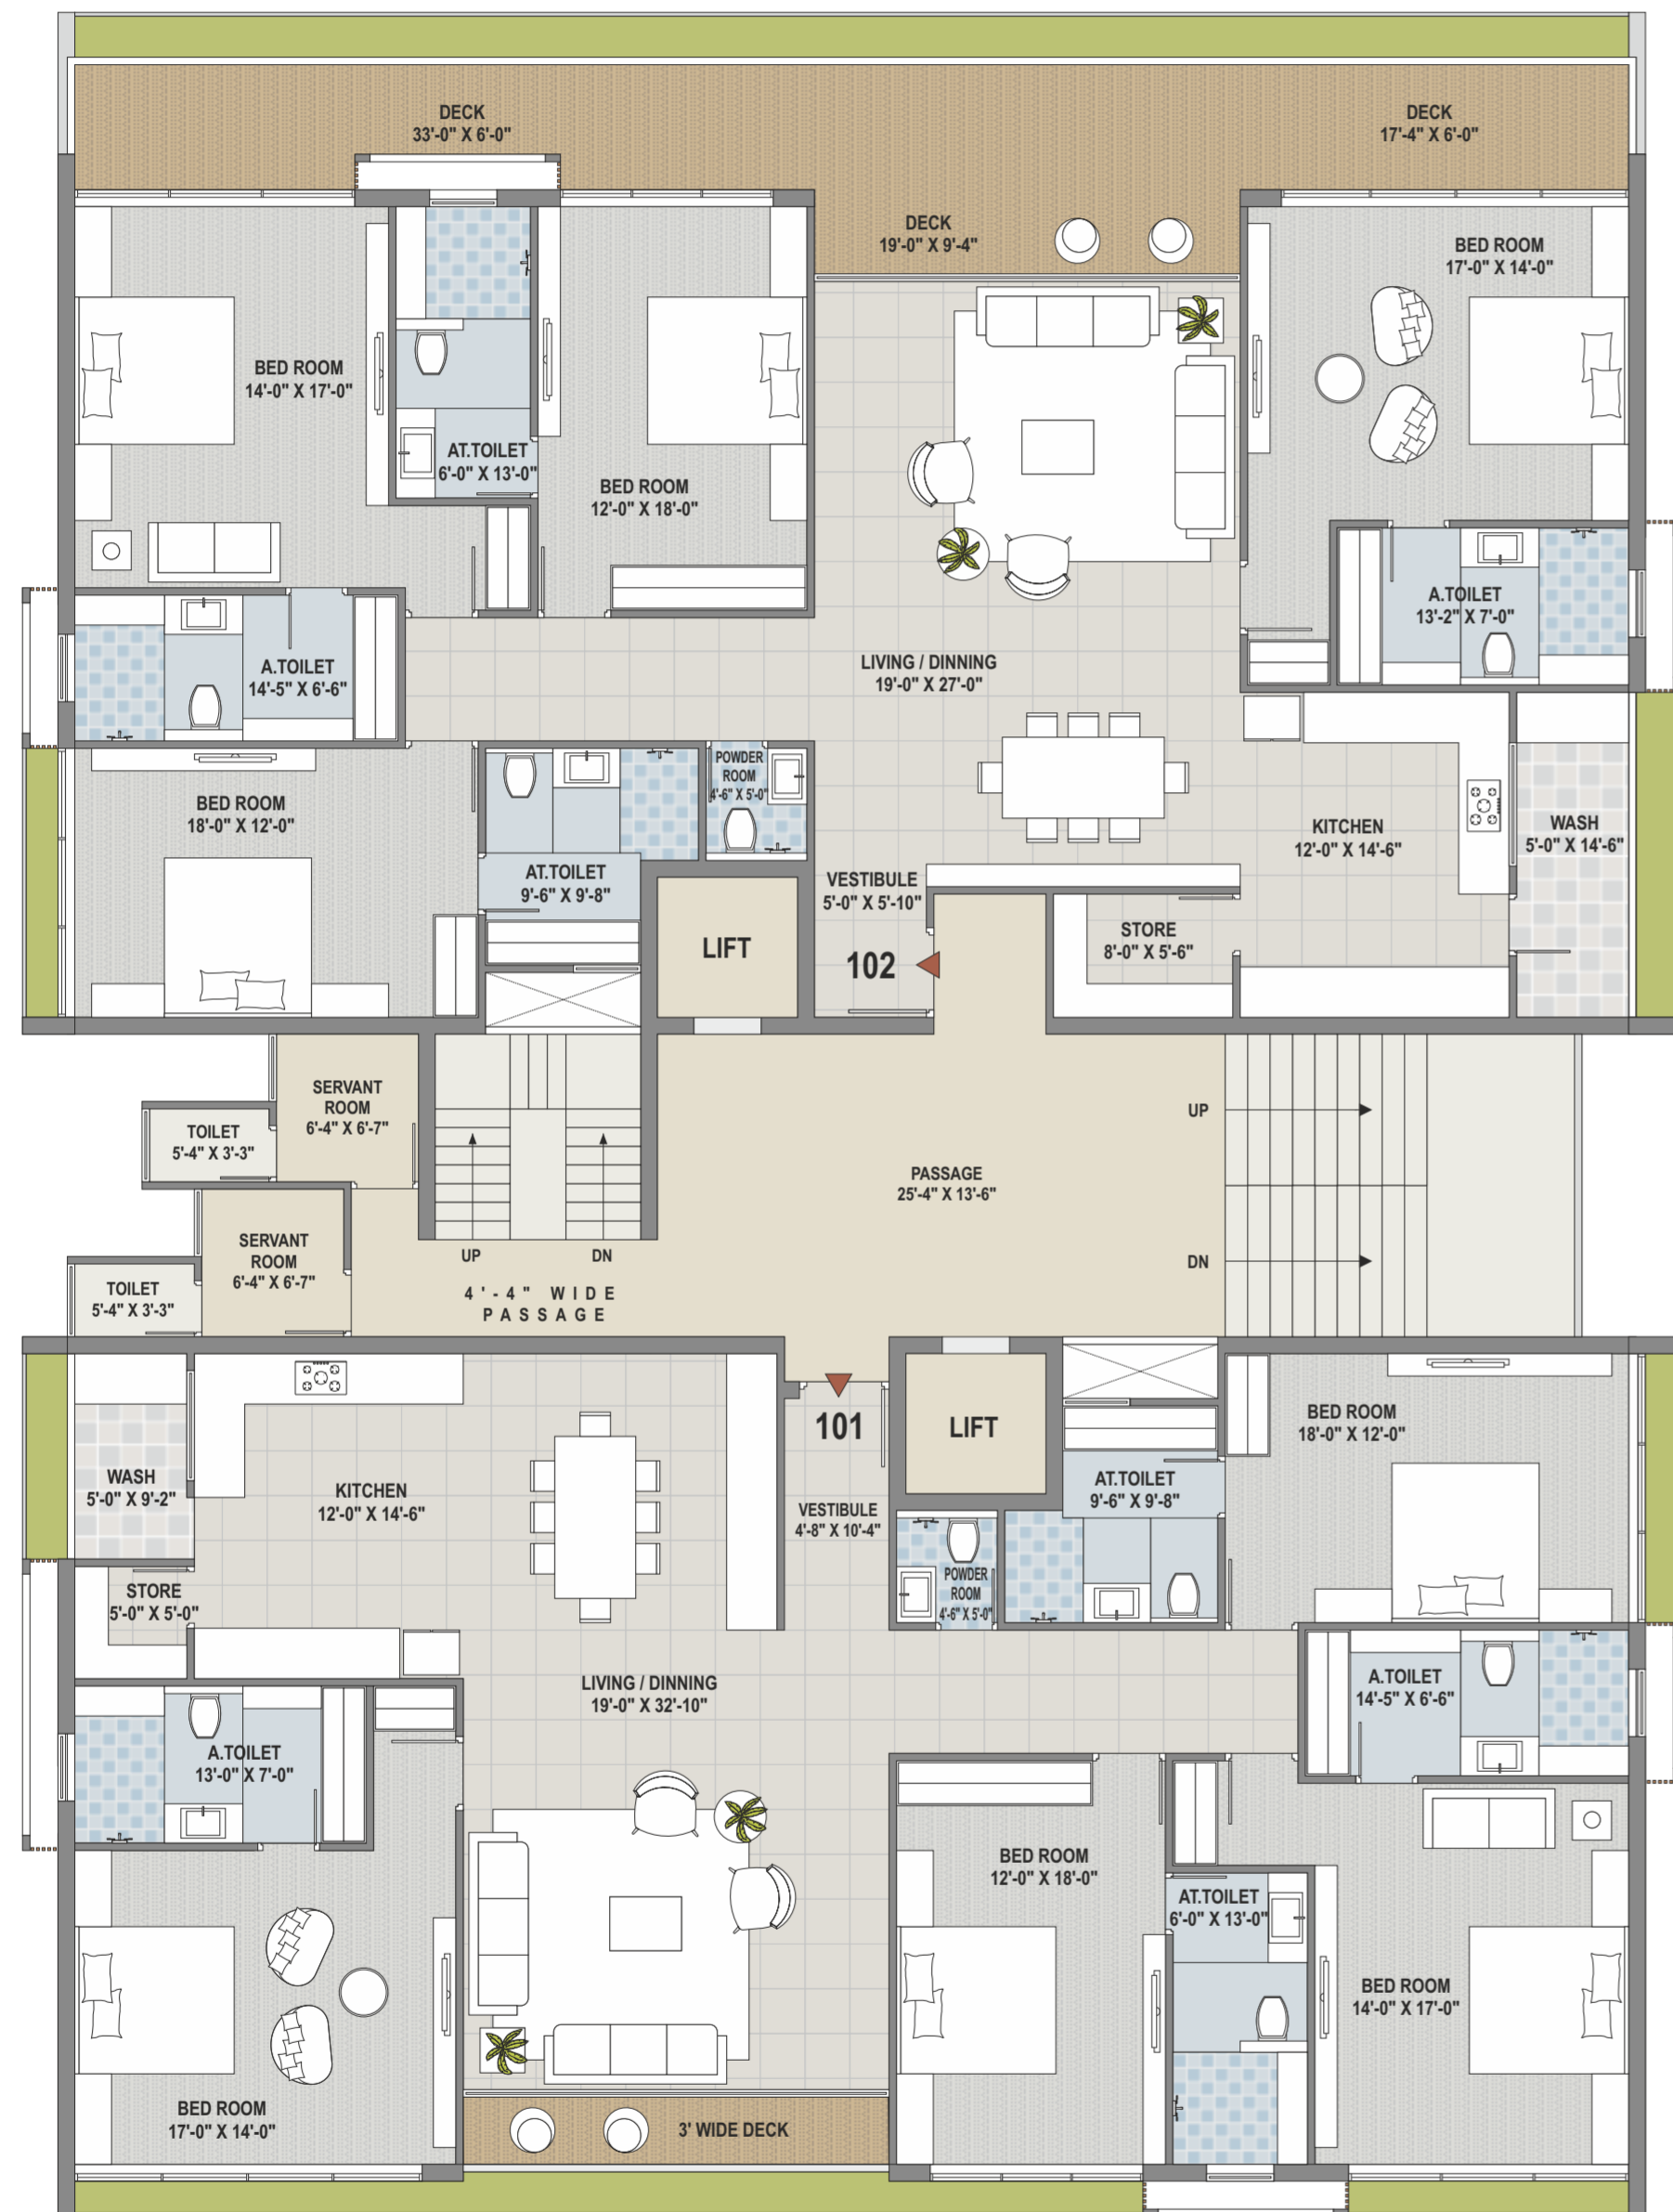 DECK
33'-0" X 6'-0"
DECK
17'-4" X 6'-0"
DECK
19'-0" X 9'-4"
BED ROOM
17'-0" X 14'-0"
BED ROOM
14'-0" X 17'-0"
AT.TOILET
6'-0" X 13'-0"
BED ROOM
12'-0" X 18'-0"
A.TOILET
13'-2" X 7'-0"
A.TOILET
14'-5" X 6'-6"
LIVING / DINNING
19'-0" X 27'-0"
BED ROOM
18'-0" X 12'-0"
POWDER
ROOM
4'-6" X 5'-0"
KITCHEN
12'-0" X 14'-6"
WASH
5'-0" X 14'-6"
AT.TOILET
9'-6" X 9'-8"
VESTIBULE
5'-0" X 5'-10"
LIFT
102
STORE
8'-0" X 5'-6"
SERVANT
ROOM
6'-4" X 6'-7"
TOILET
5'-4" X 3'-3"
UP
PASSAGE
25'-4" X 13'-6"
SERVANT
ROOM
6'-4" X 6'-7"
UP
DN
DN
TOILET
5'-4" X 3'-3"
4'-4" WIDE
PASSAGE
101
LIFT
BED ROOM
18'-0" X 12'-0"
WASH
5'-0" X 9'-2"
KITCHEN
12'-0" X 14'-6"
VESTIBULE
4'-8" X 10'-4"
AT.TOILET
9'-6" X 9'-8"
STORE
5'-0" X 5'-0"
POWDER
ROOM
4'-6" X 5'-0"
LIVING / DINNING
19'-0" X 32'-10"
A.TOILET
14'-5" X 6'-6"
A.TOILET
13'-0" X 7'-0"
BED ROOM
12'-0" X 18'-0"
AT.TOILET
6'-0" X 13'-0"
BED ROOM
14'-0" X 17'-0"
BED ROOM
17'-0" X 14'-0"
3' WIDE DECK